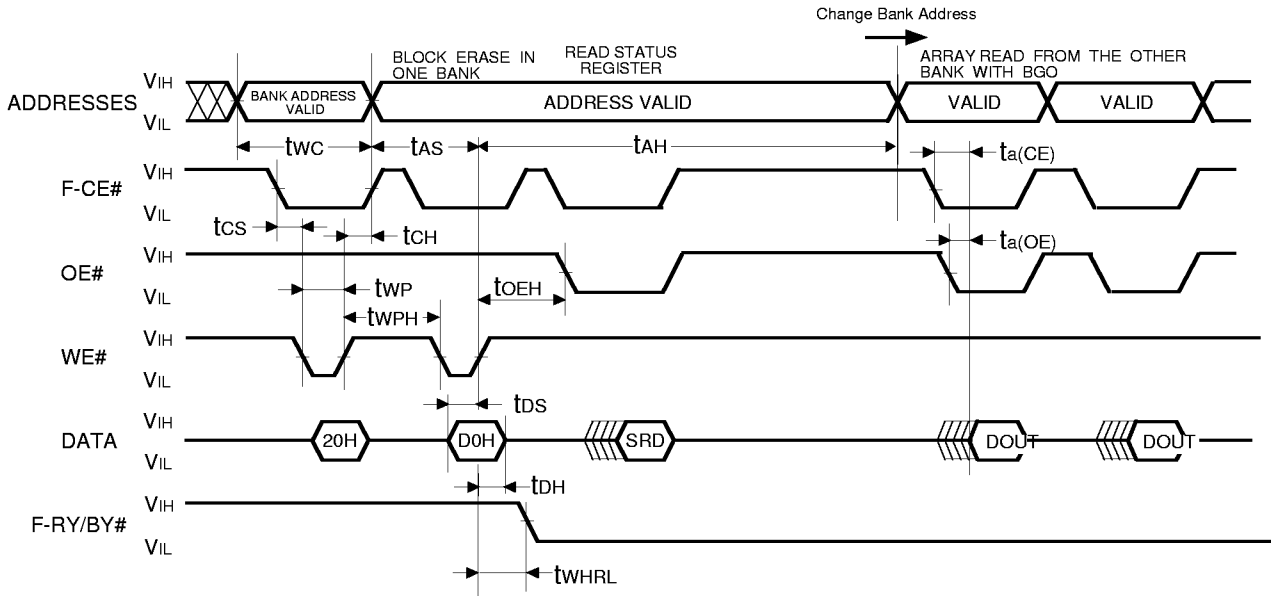 Change Bank Address
BLOCK ERASE IN
ONE BANK
READ STATUS
REGISTER
ARRAY READ FROM THE OTHER
BANK WITH BGO
ADDRESSES
VIH
VIL
BANK ADDRESS
VALID
ADDRESS VALID
VALID
VALID
tWC
tAS
tAH
ta(CE)
F-CE#
VIH
VIL
tCS
tCH
ta(OE)
OE#
VIH
VIL
tWP
tOEH
tWPH
WE#
VIH
VIL
tDS
DATA
VIH
VIL
20H
D0H
SRD
DOUT
DOUT
tDH
F-RY/BY#
VIH
VIL
tWHRL